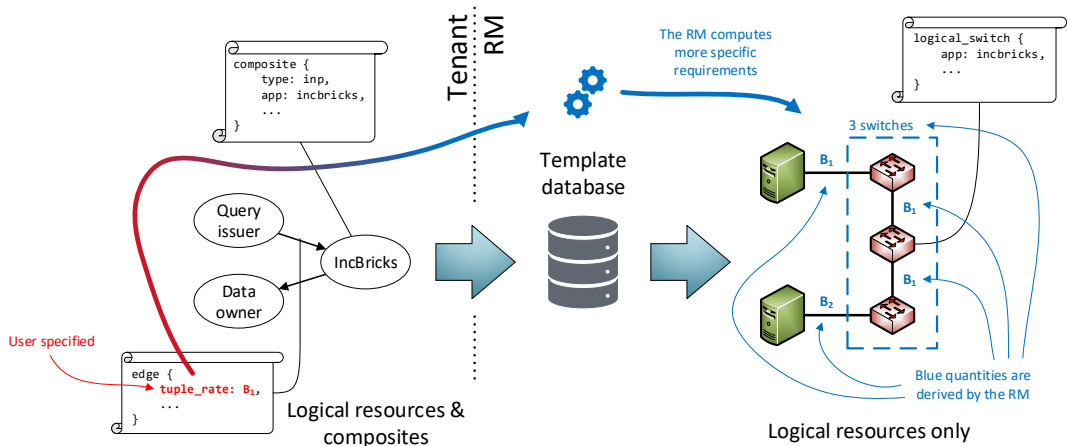 composite {
type: inp,
app: incbricks,
...
}
Tenant
RM
The RM computes
more specific
requirements
logical_switch {
app: incbricks,
...
}
3 switches
Query
issuer
IncBricks
Data
owner
Template
database
B₁
B₁
B₁
B₂
User specified
edge {
tuple_rate: B₁,
...
}
Logical resources &
composites
Blue quantities are
derived by the RM
Logical resources only